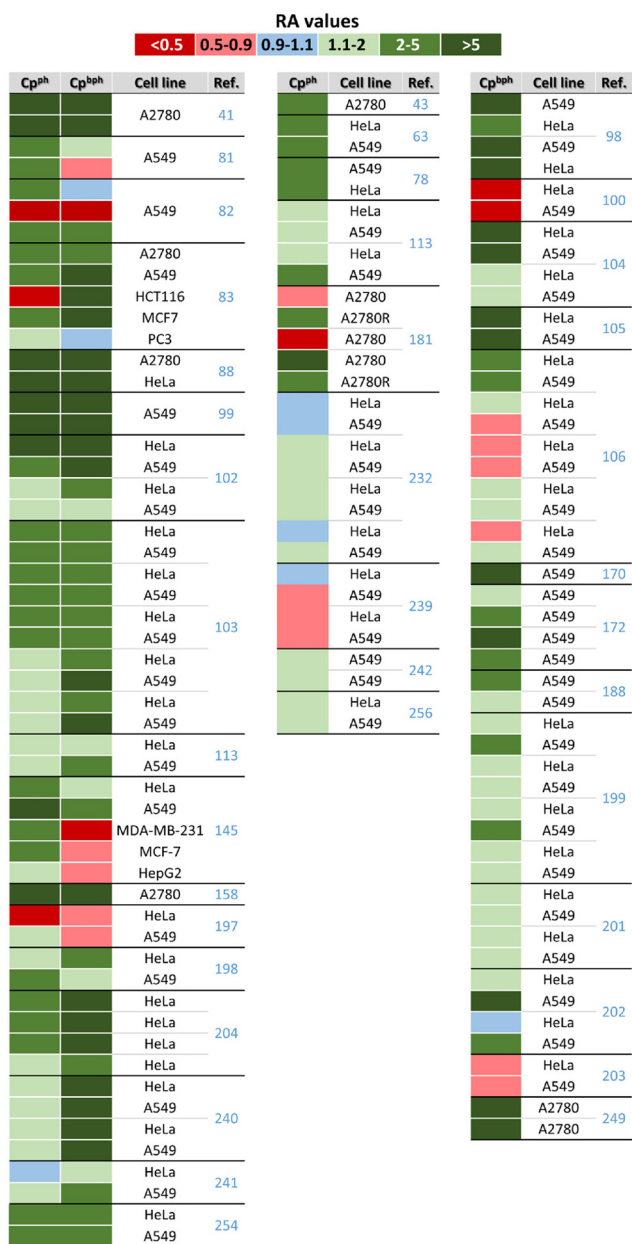 RA values
<0.5 0.5-0.9 0.9-1.1 1.1-2 2-5 >5
Cpph Cpbph Cell line Ref.
A2780 41
A549 81
A549 82
A2780
A549
HCT116 83
MCF7
PC3
A2780 88
HeLa
A549 99
HeLa
A549 102
HeLa
A549
HeLa
A549
HeLa
A549
HeLa 103
A549
HeLa
A549
HeLa
A549
HeLa 113
A549
HeLa
A549
MDA-MB-231 145
MCF-7
HepG2
A2780 158
HeLa 197
A549
HeLa 198
A549
HeLa
HeLa 204
HeLa
HeLa
HeLa
A549 240
HeLa
A549
HeLa 241
A549
HeLa 254
A549
Cpph Cell line Ref.
A2780 43
HeLa 63
A549
A549 78
HeLa
HeLa
A549 113
HeLa
A549
A2780
A2780R
A2780 181
A2780
A2780R
HeLa
A549
HeLa
A549 232
HeLa
A549
HeLa
A549
HeLa
A549 239
HeLa
A549
A549 242
A549
HeLa 256
A549
Cpbph Cell line Ref.
A549
HeLa 98
A549
HeLa
HeLa 100
A549
HeLa
A549 104
HeLa
A549
HeLa 105
A549
HeLa
A549
HeLa
A549
HeLa 106
A549
HeLa
A549
HeLa
A549
A549 170
A549
A549 172
A549
A549
A549 188
A549
HeLa
A549
HeLa
A549 199
HeLa
A549
HeLa
A549
HeLa
A549 201
HeLa
A549
HeLa
A549 202
HeLa
A549
HeLa 203
A549
A2780 249
A2780